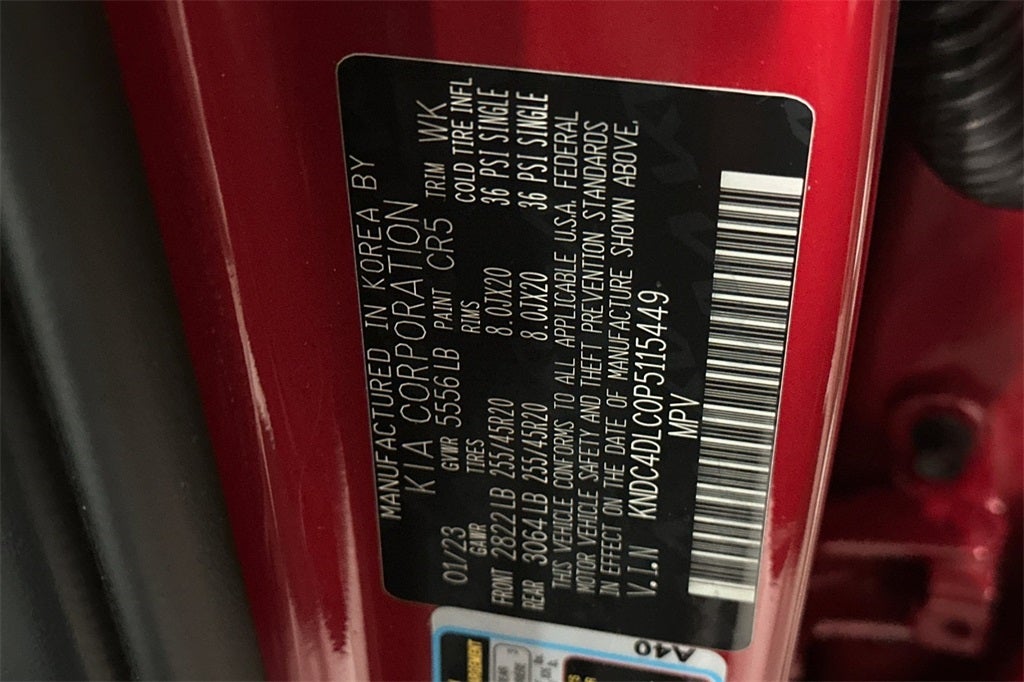 MANUFACTURED IN KOREA BY
KIA CORPORATION
01/23 GVWR 5556 LB PAINT CR5 TRIM WK
GAWR TIRES RIMS COLD TIRE INFL
FRONT 2822 LB 255/45R20 8.0JX20 36 PSI SINGLE
REAR 3064 LB 255/45R20 8.0JX20 36 PSI SINGLE
THIS VEHICLE CONFORMS TO ALL APPLICABLE U.S.A. FEDERAL
MOTOR VEHICLE SAFETY AND THEFT PREVENTION STANDARDS
IN EFFECT ON THE DATE OF MANUFACTURE SHOWN ABOVE.
V.I.N KNDC4DLC0P5115449
MPV
A40